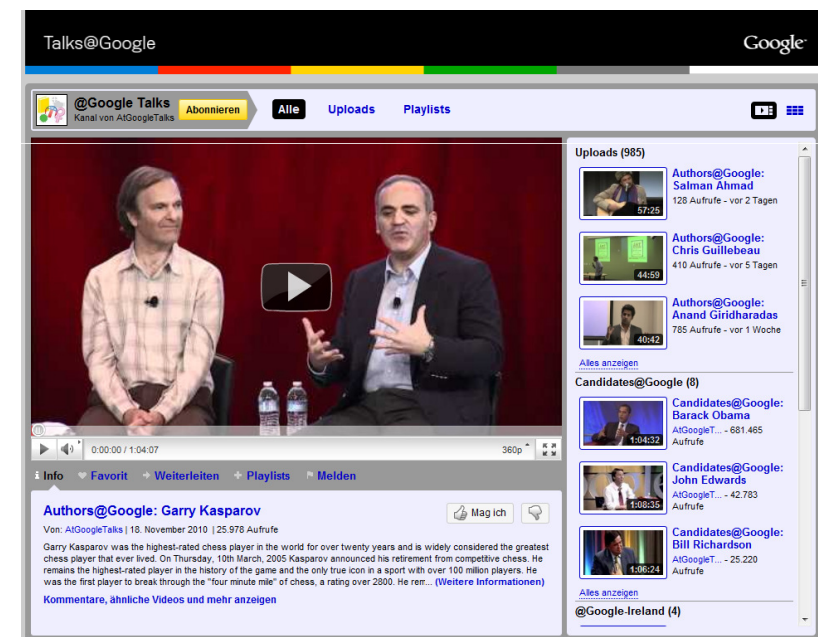 Talks@Google
Google
@Google Talks
Kanal von AtGoogleTalks
Abonnieren
Alle
Uploads
Playlists
0:00:00 / 1:04:07
360p
Info
Favorit
Weiterleiten
Playlists
Melden
Authors@Google: Garry Kasparov
Mag ich
Von: AtGoogleTalks | 18. November 2010 | 25.978 Aufrufe
Garry Kasparov was the highest-rated chess player in the world for over twenty years and is widely considered the greatest
chess player that ever lived. On Thursday, 10th March, 2005 Kasparov announced his retirement from competitive chess. He
remains the highest-rated player in the history of the game and the only true icon in a sport with over 100 million players. He
was the first player to break through the "four minute mile" of chess, a rating over 2800. He rem... (Weitere Informationen)
Kommentare, ähnliche Videos und mehr anzeigen
Uploads (985)
57:25
Authors@Google:
Salman Ahmad
128 Aufrufe - vor 2 Tagen
44:59
Authors@Google:
Chris Guillebeau
410 Aufrufe - vor 5 Tagen
40:42
Authors@Google:
Anand Giridharadas
785 Aufrufe - vor 1 Woche
Alles anzeigen
Candidates@Google (8)
1:04:32
Candidates@Google:
Barack Obama
AtGoogleT... - 681.465
Aufrufe
1:08:35
Candidates@Google:
John Edwards
AtGoogleT... - 42.783
Aufrufe
1:06:24
Candidates@Google:
Bill Richardson
AtGoogleT... - 25.220
Aufrufe
Alles anzeigen
@Google-Ireland (4)